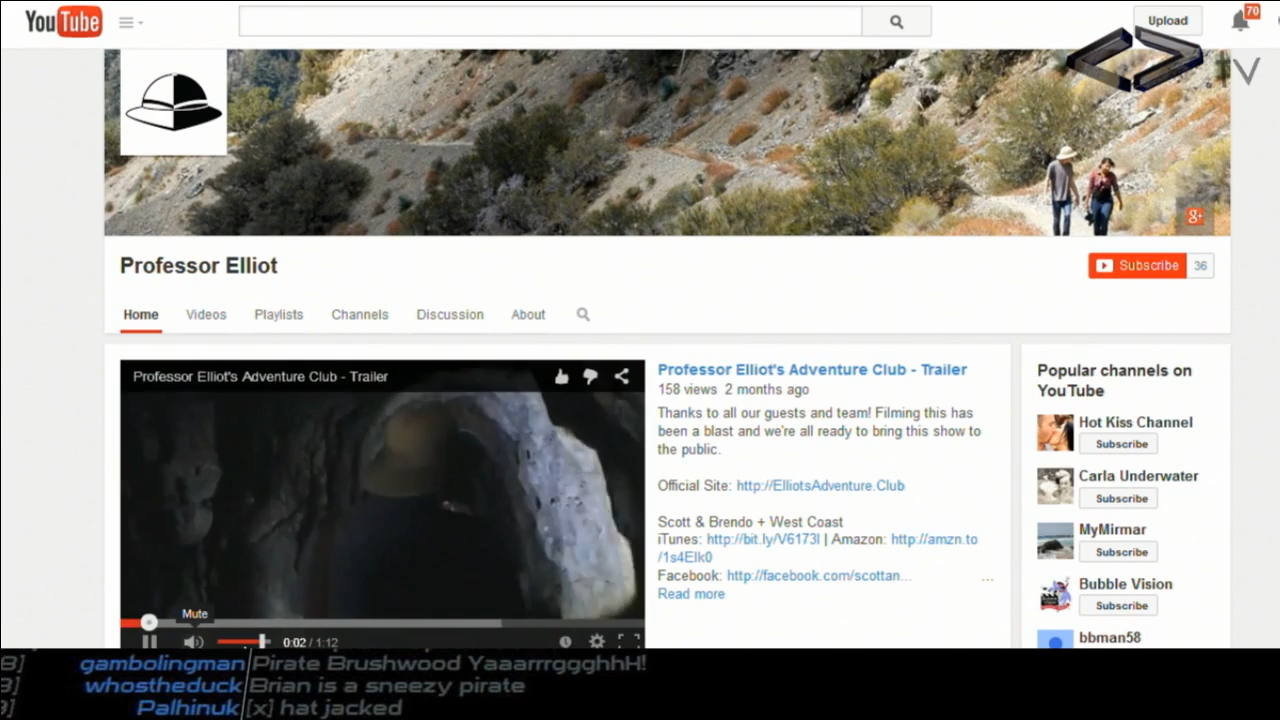 YouTube
Upload
70
TV
g+
Professor Elliot
Subscribe 36
Home Videos Playlists Channels Discussion About
Professor Elliot's Adventure Club - Trailer
Mute
0:02 / 1:12
Professor Elliot's Adventure Club - Trailer
158 views 2 months ago
Thanks to all our guests and team! Filming this has
been a blast and we're all ready to bring this show to
the public.
Official Site: http://ElliotsAdventure.Club
Scott & Brendo + West Coast
iTunes: http://bit.ly/V6173l | Amazon: http://amzn.to
/1s4Elk0
Facebook: http://facebook.com/scottan... ...
Read more
Popular channels on
YouTube
Hot Kiss Channel
Subscribe
Carla Underwater
Subscribe
MyMirmar
Subscribe
Bubble Vision
Subscribe
bbman58
gambolingman Pirate Brushwood YaaarrrggghhH!
whostheduck Brian is a sneezy pirate
Palhinuk [x] hat jacked